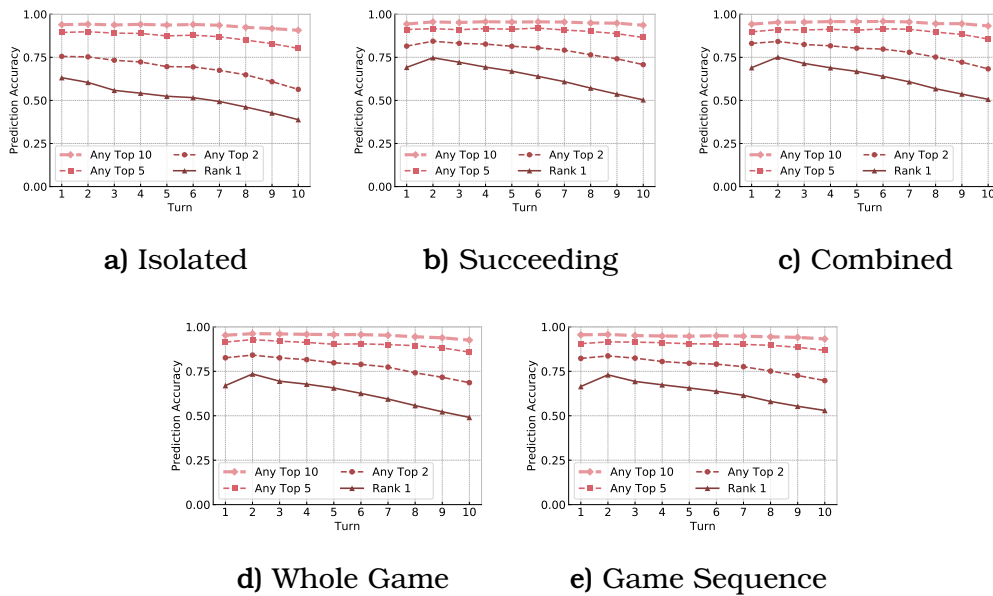 1.00
0.75
0.50
0.25
0.00
Prediction Accuracy
Any Top 10
Any Top 5
Any Top 2
Rank 1
1 2 3 4 5 6 7 8 9 10
Turn
a) Isolated
1.00
0.75
0.50
0.25
0.00
Prediction Accuracy
Any Top 10
Any Top 5
Any Top 2
Rank 1
1 2 3 4 5 6 7 8 9 10
Turn
b) Succeeding
1.00
0.75
0.50
0.25
0.00
Prediction Accuracy
Any Top 10
Any Top 5
Any Top 2
Rank 1
1 2 3 4 5 6 7 8 9 10
Turn
c) Combined
1.00
0.75
0.50
0.25
0.00
Prediction Accuracy
Any Top 10
Any Top 5
Any Top 2
Rank 1
1 2 3 4 5 6 7 8 9 10
Turn
d) Whole Game
1.00
0.75
0.50
0.25
0.00
Prediction Accuracy
Any Top 10
Any Top 5
Any Top 2
Rank 1
1 2 3 4 5 6 7 8 9 10
Turn
e) Game Sequence